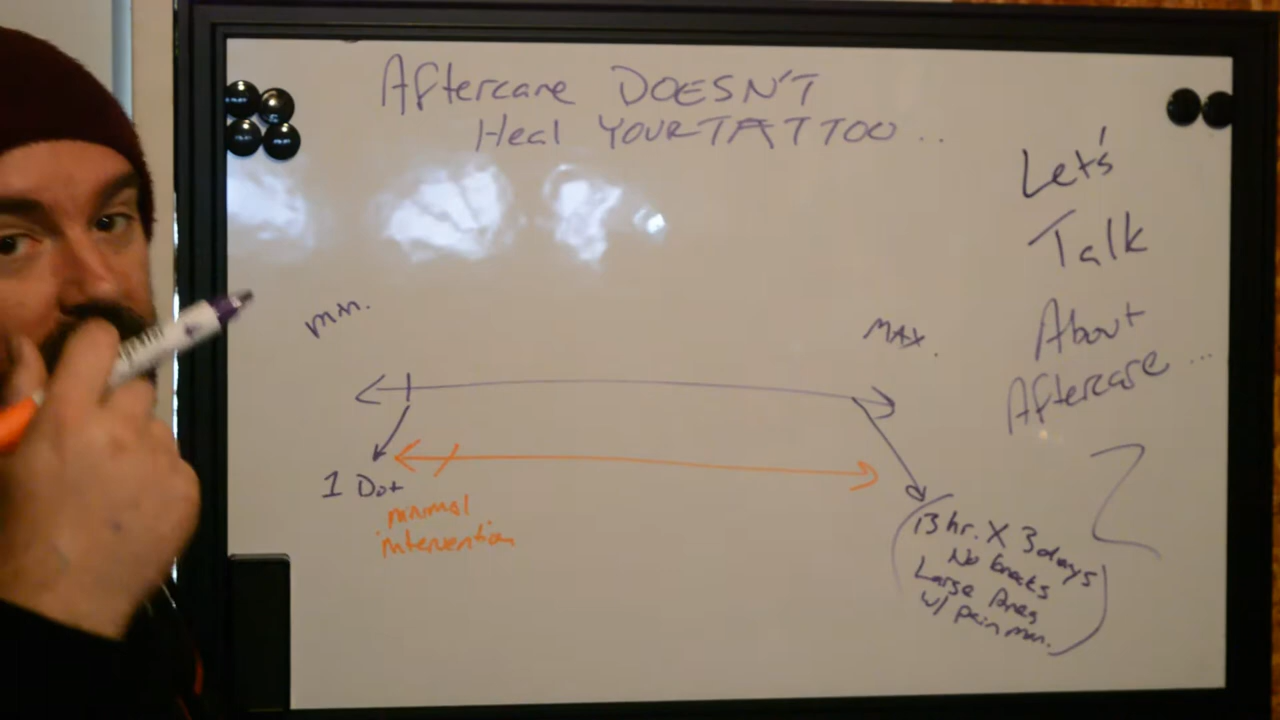 Aftercare DOESN'T
Heal YOUR TATTOO ..
Let's
Talk
About
Aftercare ...
min.
MAX.
1 Dot
minimal
intervention
13 hr. X 3 days
No breaks
Large Area
w/ pain man.